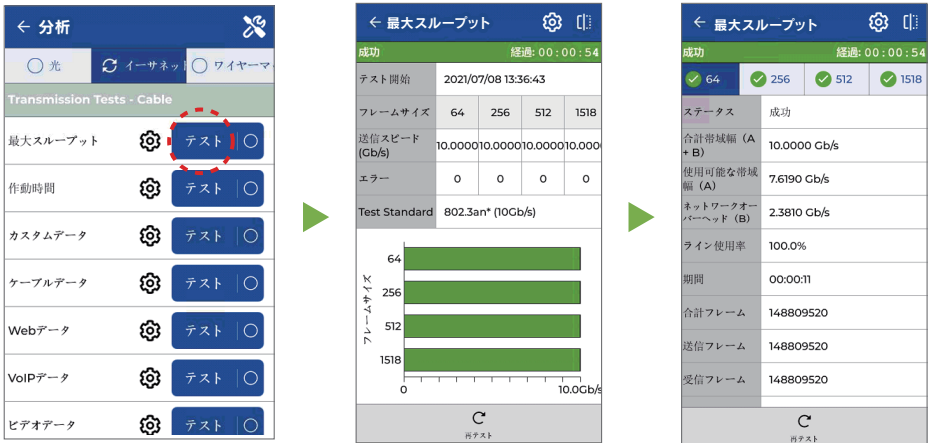 ← 分析
光
イーサネット
ワイヤーマ
Transmission Tests - Cable
最大スループット
テスト
作動時間
テスト
カスタムデータ
テスト
ケーブルデータ
テスト
Webデータ
テスト
VoIPデータ
テスト
ビデオデータ
テスト
← 最大スループット
成功 経過: 00:00:54
テスト開始 2021/07/08 13:36:43
フレームサイズ 64 256 512 1518
送信スピード
(Gb/s) 10.0000 10.0000 10.0000 10.000
エラー 0 0 0 0
Test Standard 802.3an* (10Gb/s)
フレームサイズ
64
256
512
1518
0 10.0Gb/s
再テスト
← 最大スループット
成功 経過: 00:00:54
64 256 512 1518
ステータス 成功
合計帯域幅 (A
+ B) 10.0000 Gb/s
使用可能な帯域
幅 (A) 7.6190 Gb/s
ネットワークオー
バーヘッド (B) 2.3810 Gb/s
ライン使用率 100.0%
期間 00:00:11
合計フレーム 148809520
送信フレーム 148809520
受信フレーム 148809520
再テスト